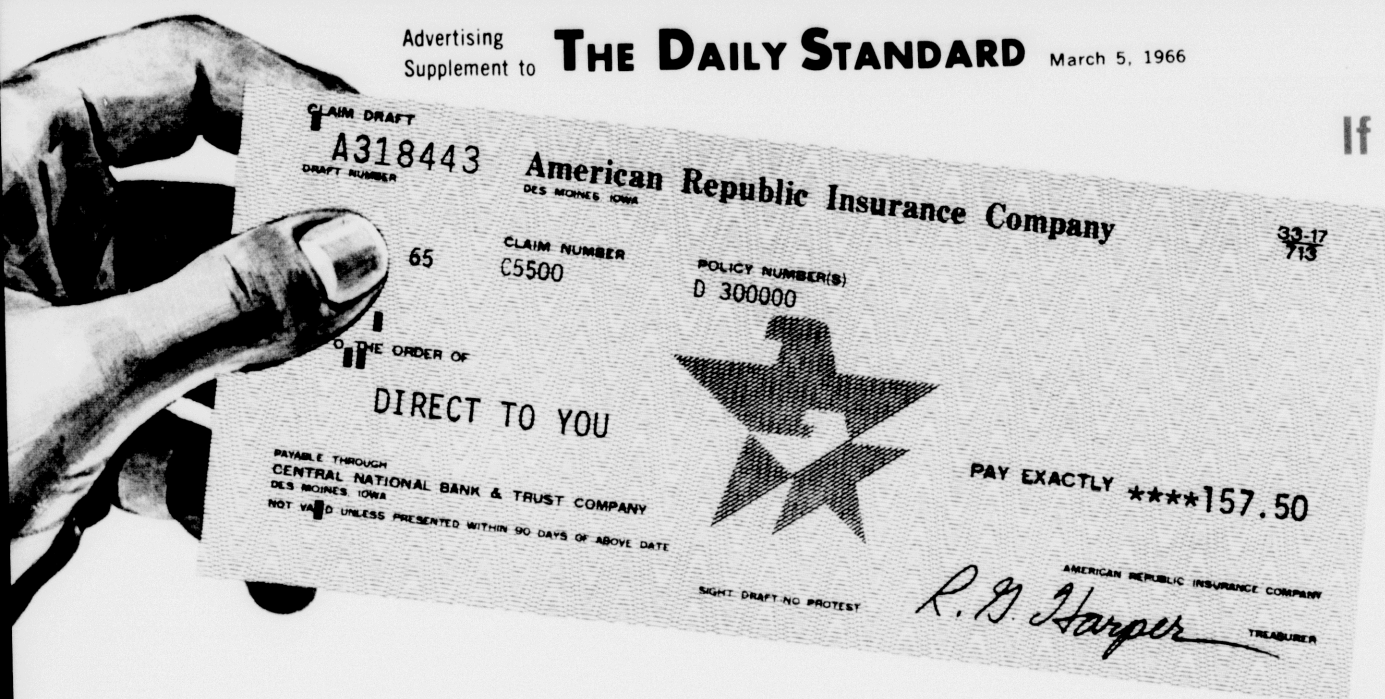 Advertising
Supplement to
THE DAILY STANDARD March 5, 1966
If
CLAIM DRAFT
A318443
DRAFT NUMBER
American Republic Insurance Company
DES MOINES IOWA
33-17
713
65
CLAIM NUMBER
C5500
POLICY NUMBER(S)
D 300000
O THE ORDER OF
DIRECT TO YOU
PAYABLE THROUGH
CENTRAL NATIONAL BANK & TRUST COMPANY
DES MOINES, IOWA
NOT VALID UNLESS PRESENTED WITHIN 90 DAYS OF ABOVE DATE
PAY EXACTLY ****157.50
SIGHT DRAFT-NO PROTEST
AMERICAN REPUBLIC INSURANCE COMPANY
R. G. Harper
TREASURER